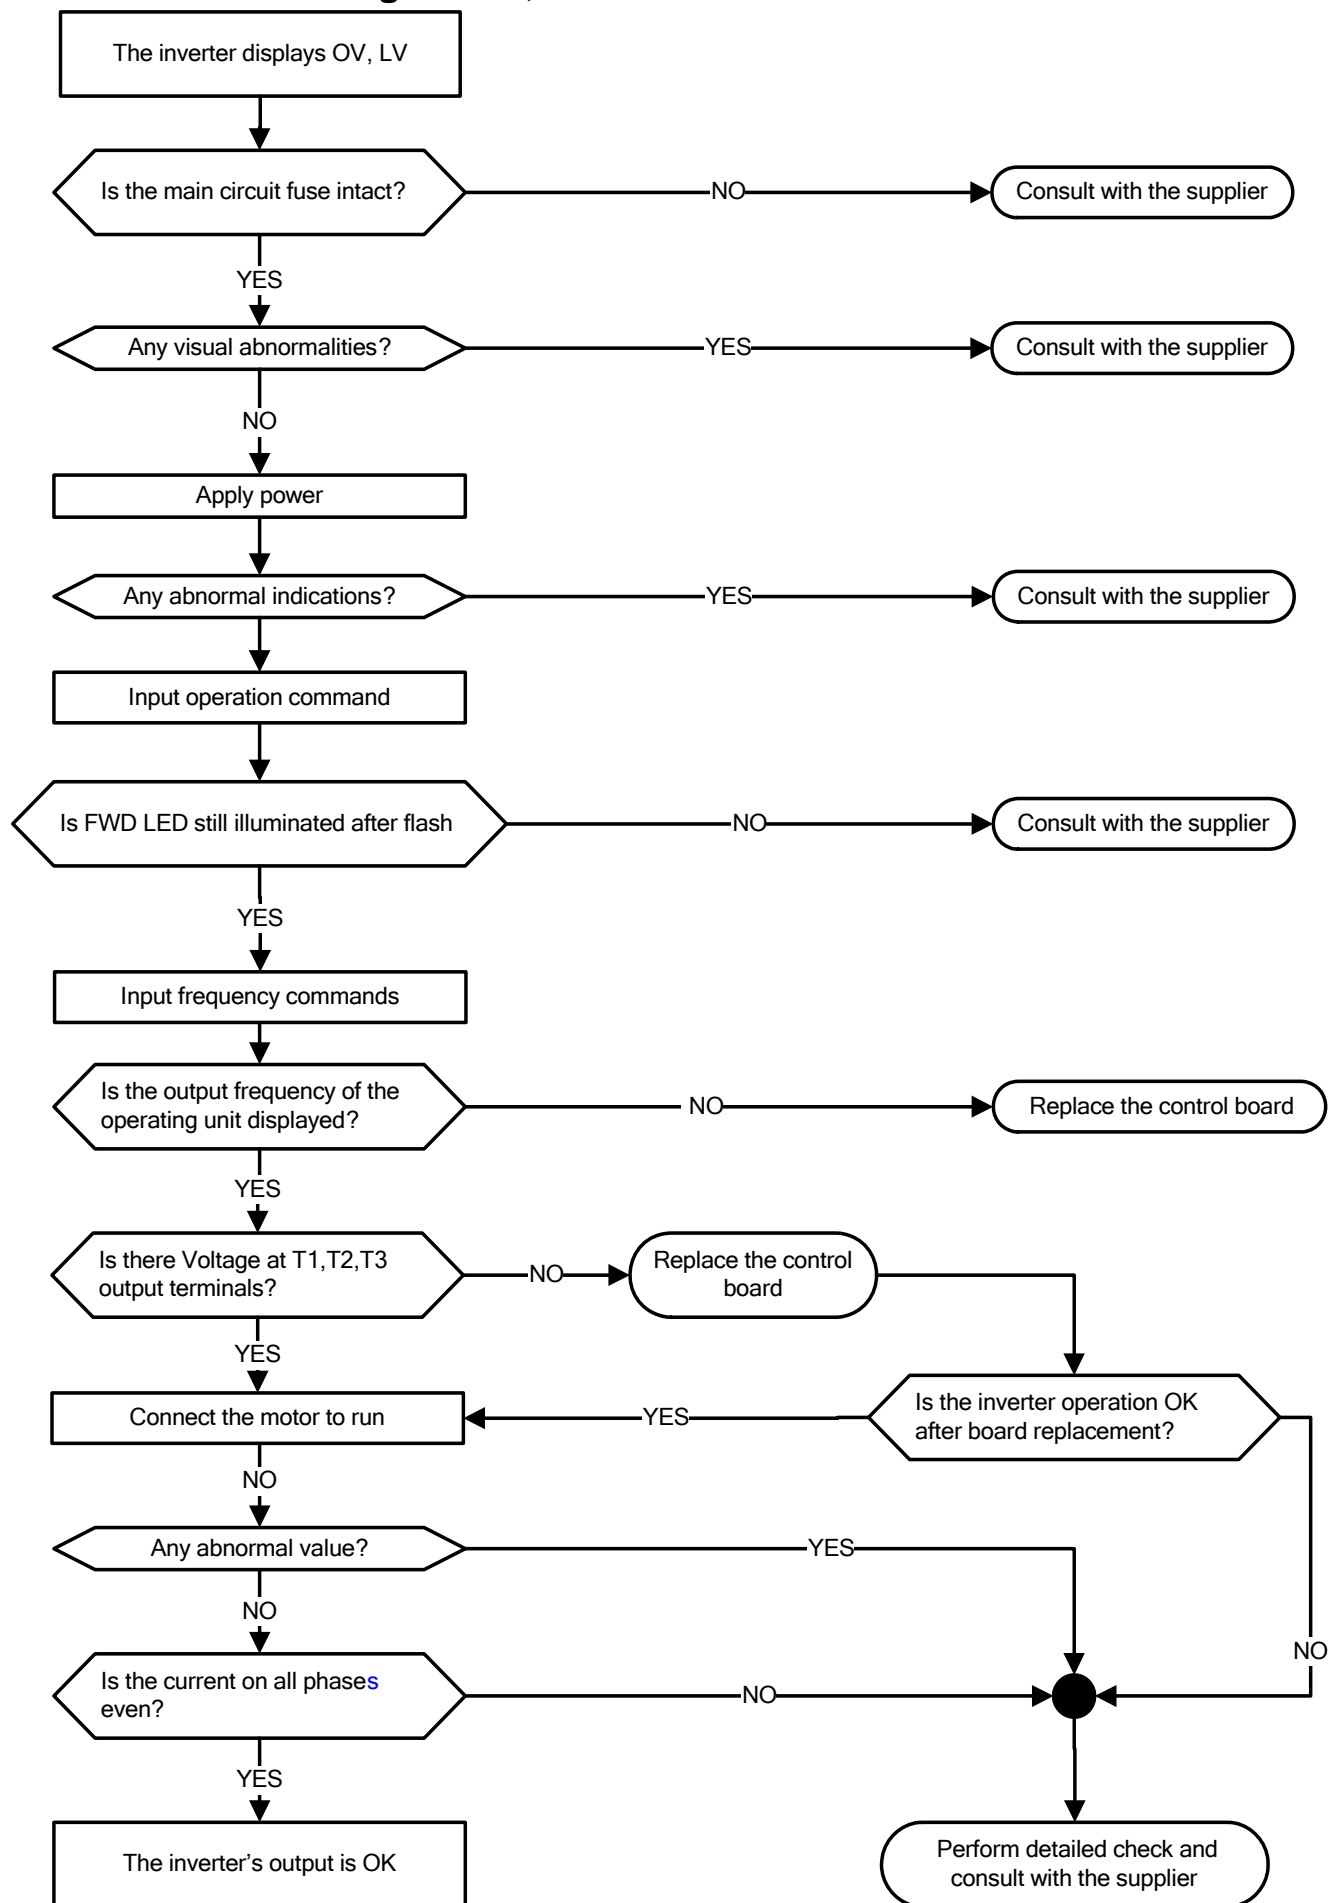 The inverter displays OV, LV
Is the main circuit fuse intact?
NO
Consult with the supplier
YES
Any visual abnormalities?
YES
Consult with the supplier
NO
Apply power
Any abnormal indications?
YES
Consult with the supplier
Input operation command
Is FWD LED still illuminated after flash
NO
Consult with the supplier
YES
Input frequency commands
Is the output frequency of the
operating unit displayed?
NO
Replace the control board
YES
Is there Voltage at T1,T2,T3
output terminals?
NO
Replace the control
board
YES
Connect the motor to run
YES
Is the inverter operation OK
after board replacement?
NO
Any abnormal value?
YES
NO
NO
Is the current on all phases
even?
NO
YES
The inverter’s output is OK
Perform detailed check and
consult with the supplier